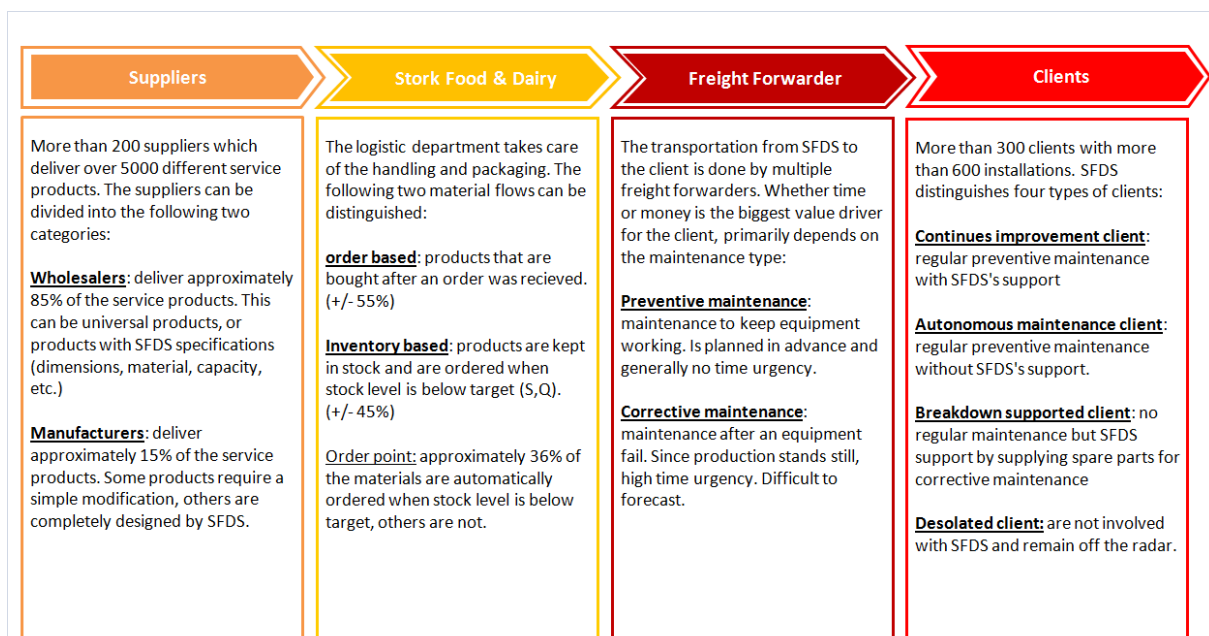 Suppliers
More than 200 suppliers which
deliver over 5000 different service
products. The suppliers can be
divided into the following two
categories:
Wholesalers: deliver approximately
85% of the service products. This
can be universal products, or
products with SFDS specifications
(dimensions, material, capacity,
etc.)
Manufacturers: deliver
approximately 15% of the service
products. Some products require a
simple modification, others are
completely designed by SFDS.
Stork Food & Dairy
The logistic department takes care
of the handling and packaging. The
following two material flows can be
distinguished:
order based: products that are
bought after an order was recieved.
(+/- 55%)
Inventory based: products are kept
in stock and are ordered when
stock level is below target (S,Q).
(+/- 45%)
Order point: approximately 36% of
the materials are automatically
ordered when stock level is below
target, others are not.
Freight Forwarder
The transportation from SFDS to
the client is done by multiple
freight forwarders. Whether time
or money is the biggest value driver
for the client, primarily depends on
the maintenance type:
Preventive maintenance:
maintenance to keep equipment
working. Is planned in advance and
generally no time urgency.
Corrective maintenance:
maintenance after an equipment
fail. Since production stands still,
high time urgency. Difficult to
forecast.
Clients
More than 300 clients with more
than 600 installations. SFDS
distinguishes four types of clients:
Continues improvement client:
regular preventive maintenance
with SFDS's support
Autonomous maintenance client:
regular preventive maintenance
without SFDS's support.
Breakdown supported client: no
regular maintenance but SFDS
support by supplying spare parts for
corrective maintenance
Desolated client: are not involved
with SFDS and remain off the radar.